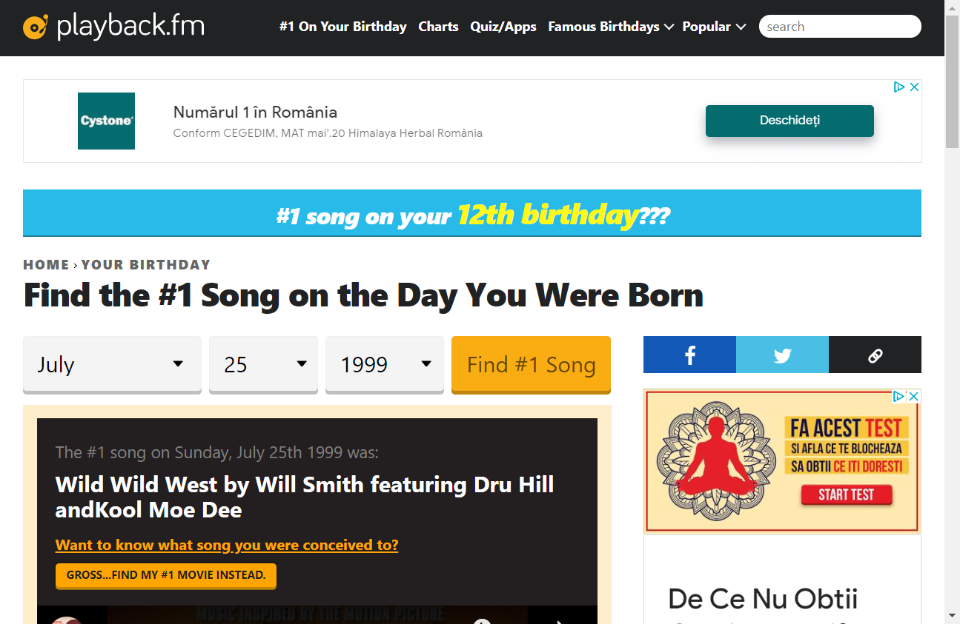 playback.fm
#1 On Your Birthday Charts Quiz/Apps Famous Birthdays Popular search
Cystone
Numărul 1 în România
Conform CEGEDIM, MAT mai'.20 Himalaya Herbal România
Deschideți
#1 song on your 12th birthday???
HOME › YOUR BIRTHDAY
Find the #1 Song on the Day You Were Born
July 25 1999 Find #1 Song
The #1 song on Sunday, July 25th 1999 was:
Wild Wild West by Will Smith featuring Dru Hill
andKool Moe Dee
Want to know what song you were conceived to?
GROSS...FIND MY #1 MOVIE INSTEAD.
MUSIC INSPIRED BY THE MOTION PICTURE
FA ACEST TEST
SI AFLA CE TE BLOCHEAZA
SA OBTII CE ITI DORESTI
START TEST
De Ce Nu Obtii